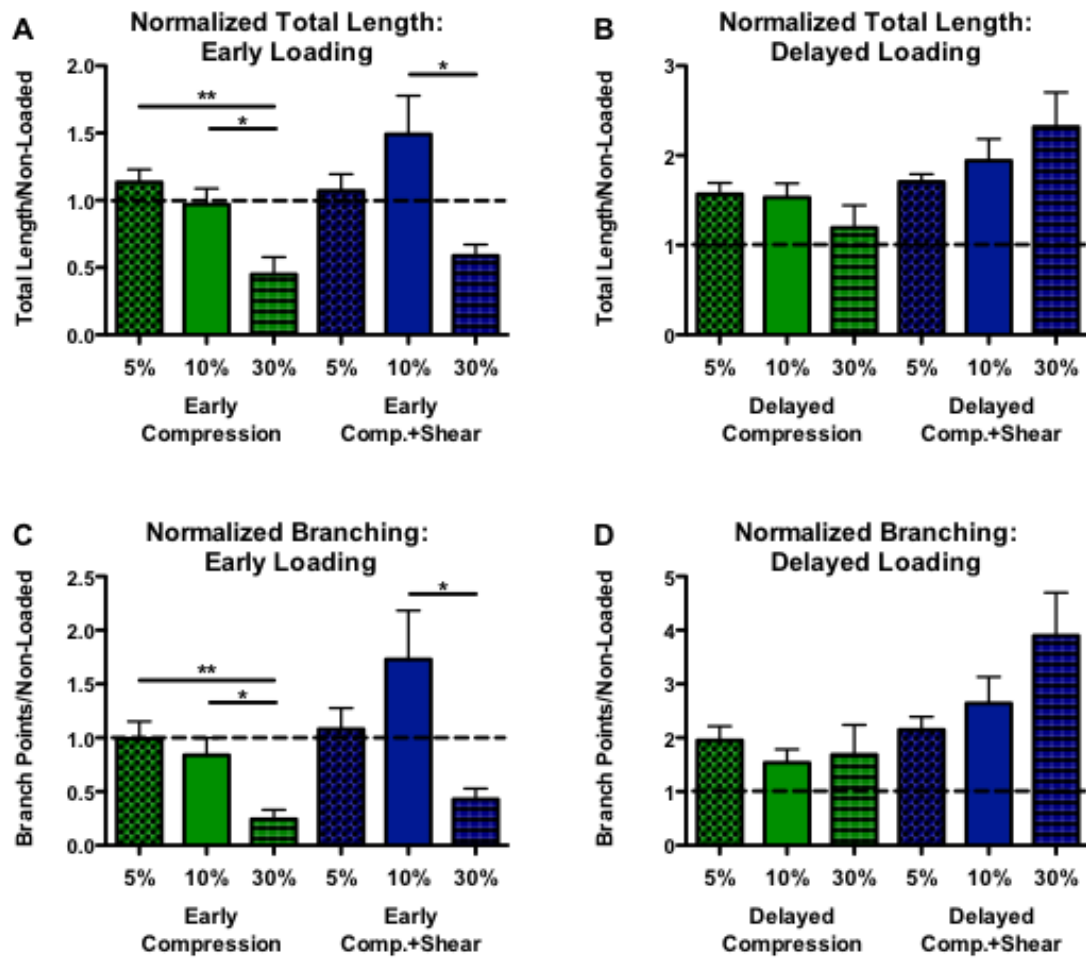 A
Normalized Total Length:
Early Loading
Total Length/Non-Loaded
2.0
1.5
1.0
0.5
0.0
**
*
*
5% 10% 30% 5% 10% 30%
Early Early
Compression Comp.+Shear
B
Normalized Total Length:
Delayed Loading
Total Length/Non-Loaded
3
2
1
0
5% 10% 30% 5% 10% 30%
Delayed Delayed
Compression Comp.+Shear
C
Normalized Branching:
Early Loading
Branch Points/Non-Loaded
2.5
2.0
1.5
1.0
0.5
0.0
**
*
*
5% 10% 30% 5% 10% 30%
Early Early
Compression Comp.+Shear
D
Normalized Branching:
Delayed Loading
Branch Points/Non-Loaded
5
4
3
2
1
0
5% 10% 30% 5% 10% 30%
Delayed Delayed
Compression Comp.+Shear